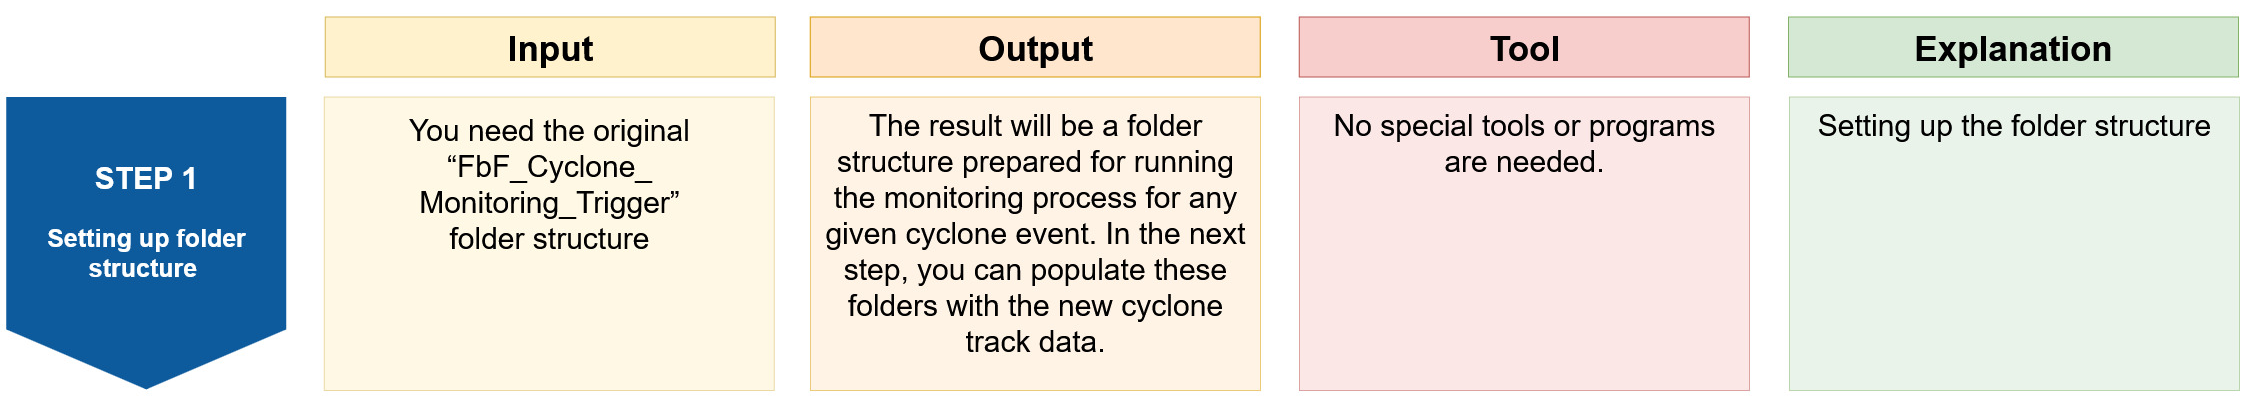 Input
Output
Tool
Explanation
STEP 1
Setting up folder
structure
You need the original
“FbF_Cyclone_
Monitoring_Trigger”
folder structure
The result will be a folder
structure prepared for running
the monitoring process for any
given cyclone event. In the next
step, you can populate these
folders with the new cyclone
track data.
No special tools or programs
are needed.
Setting up the folder structure